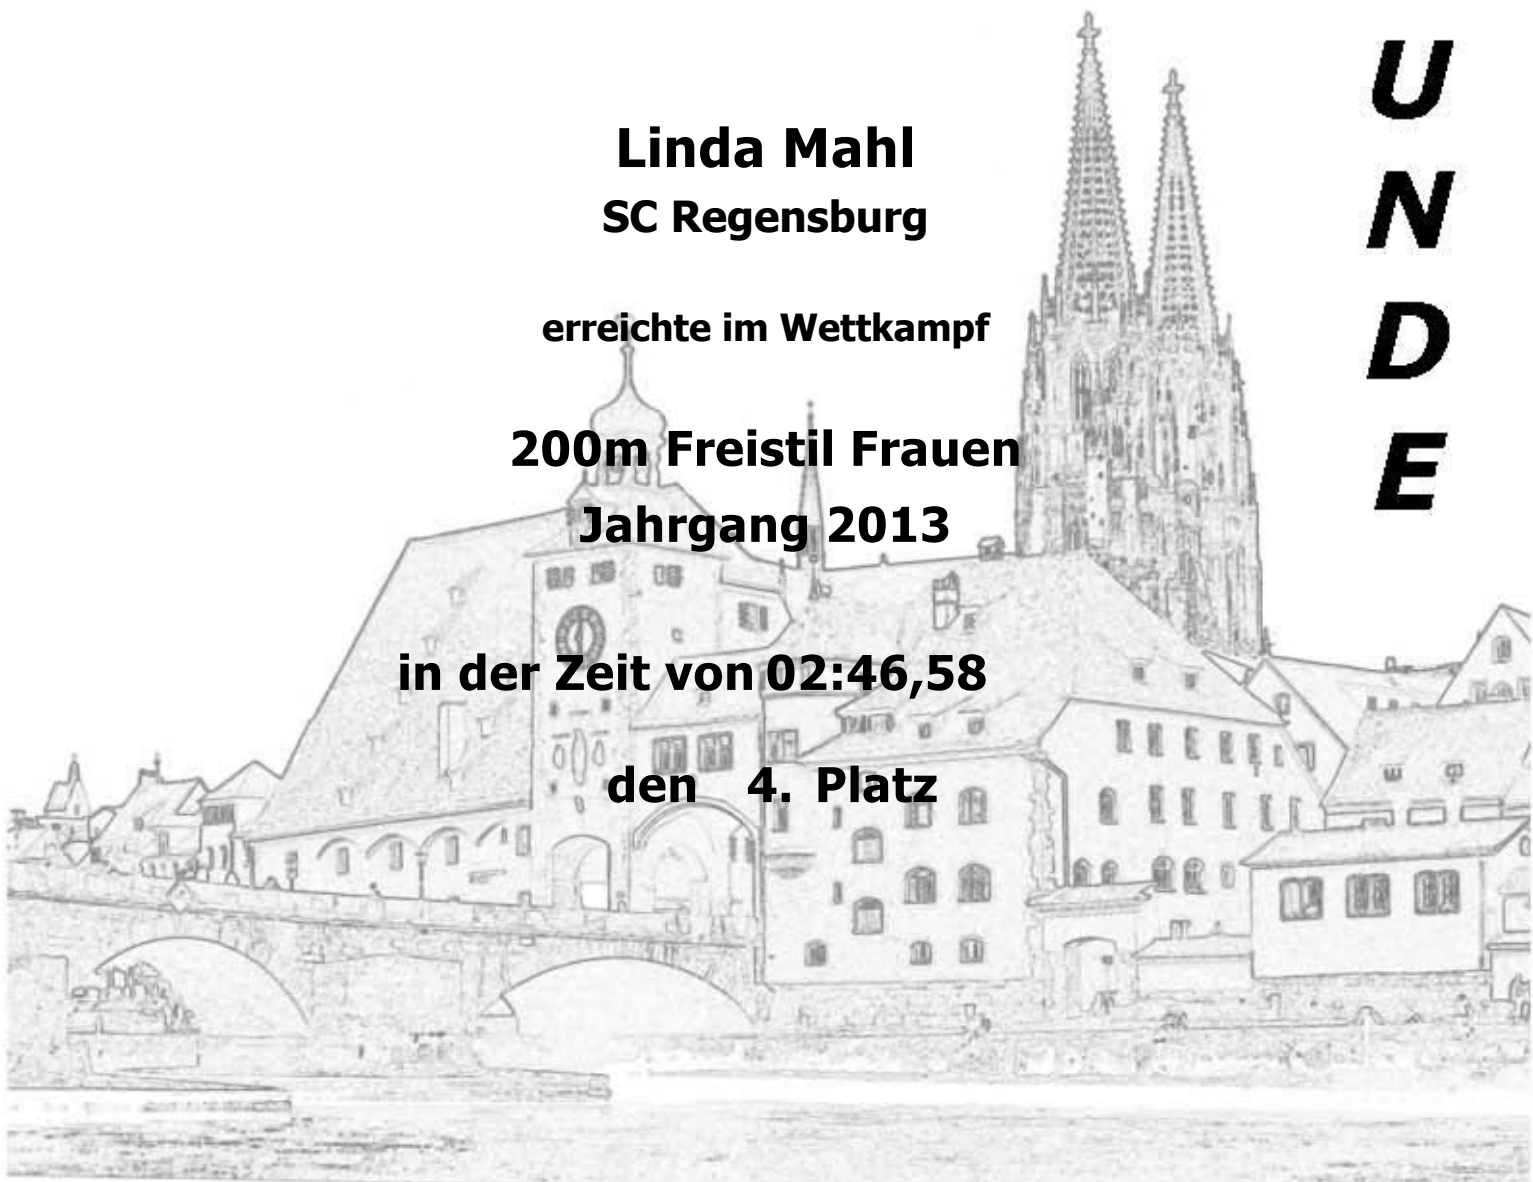 Linda Mahl
SC Regensburg
erreichte im Wettkampf
200m Freistil Frauen
Jahrgang 2013
in der Zeit von 02:46,58
den 4. Platz
U
N
D
E